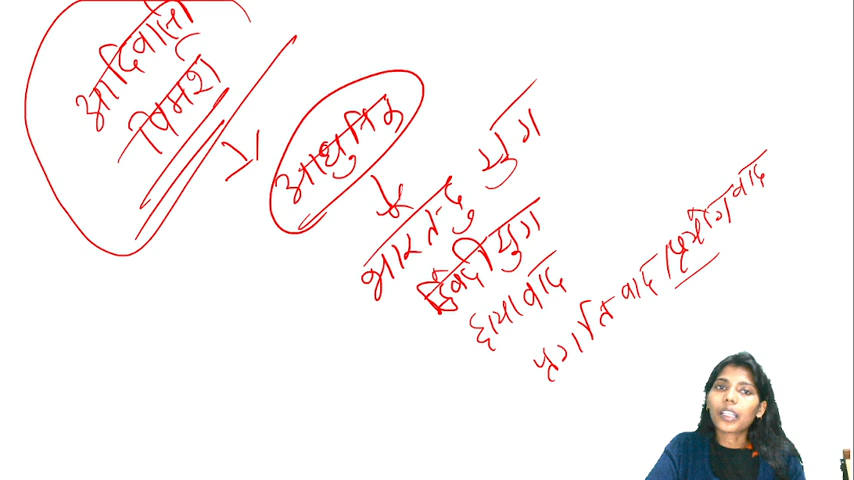 आदिवासी
विमर्श
आधुनिक
भारतेन्दु युग
द्विवेदी युग
छायावाद
प्रगतिवाद / प्रयोगवाद